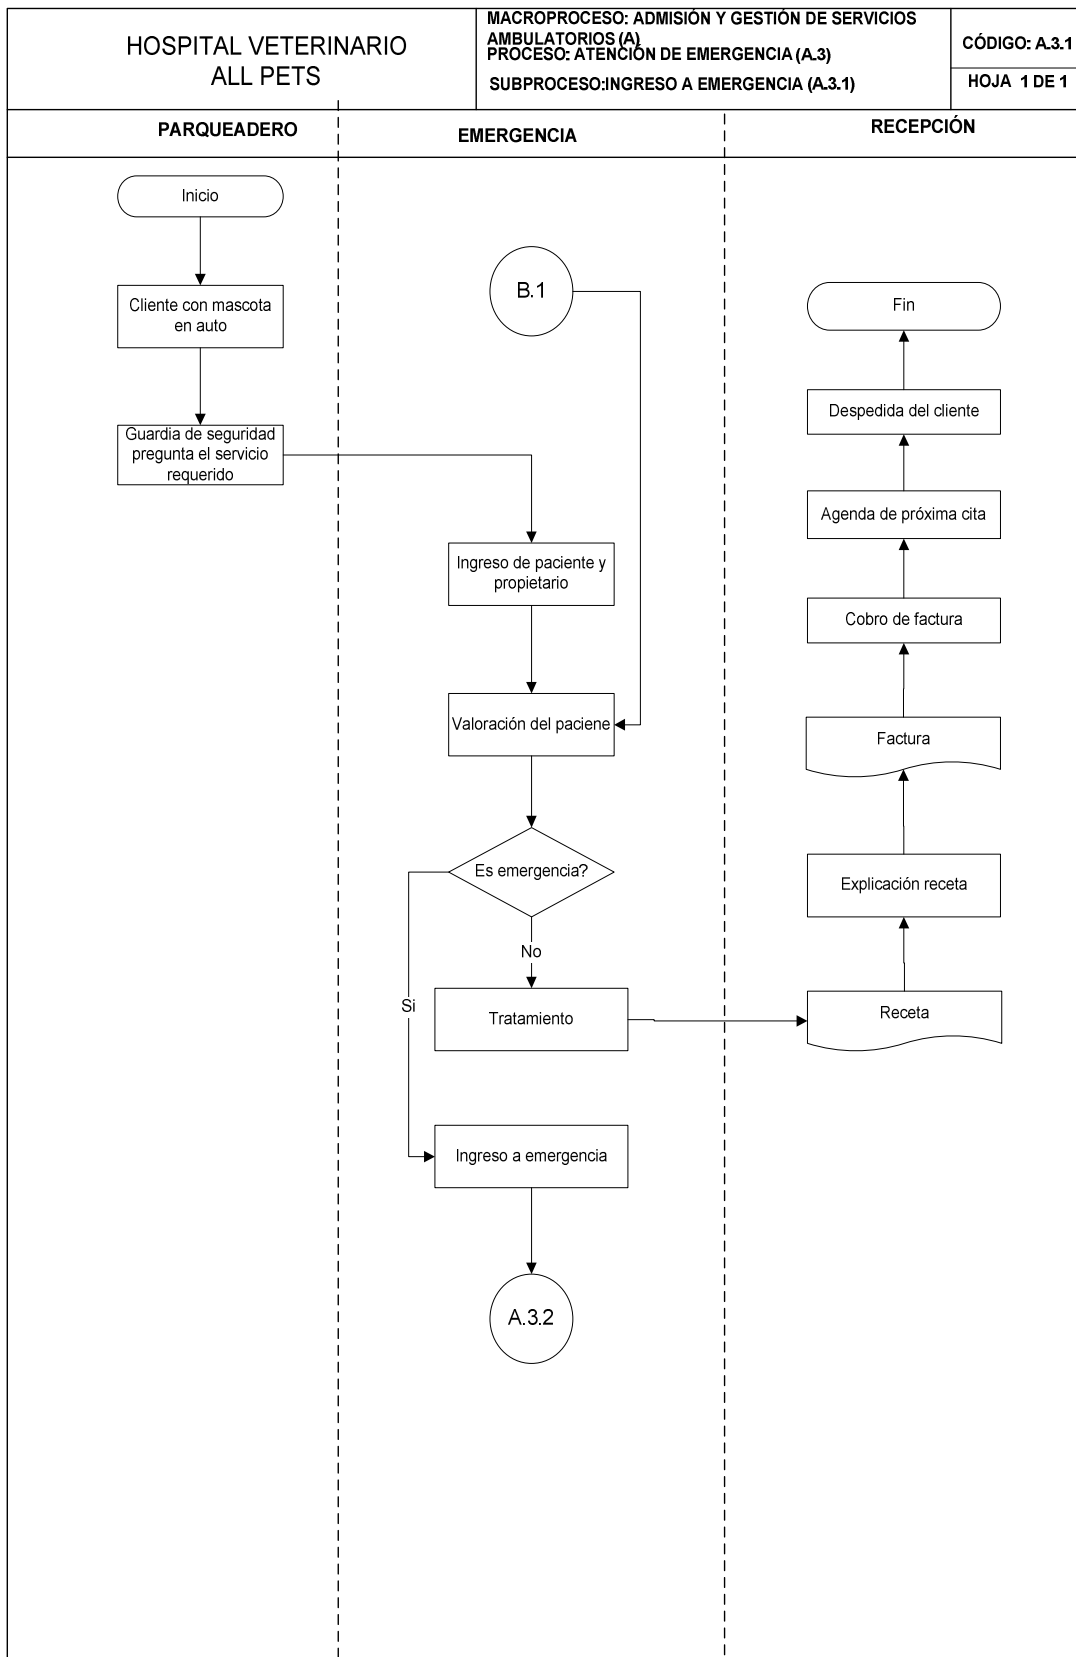 HOSPITAL VETERINARIO
ALL PETS
MACROPROCESO: ADMISIÓN Y GESTIÓN DE SERVICIOS
AMBULATORIOS (A)
PROCESO: ATENCIÓN DE EMERGENCIA (A.3)
SUBPROCESO:INGRESO A EMERGENCIA (A.3.1)
CÓDIGO: A.3.1
HOJA 1 DE 1
PARQUEADERO
EMERGENCIA
RECEPCIÓN
Inicio
Cliente con mascota
en auto
Guardia de seguridad
pregunta el servicio
requerido
B.1
Ingreso de paciente y
propietario
Valoración del paciene
Es emergencia?
No
Si
Tratamiento
Ingreso a emergencia
A.3.2
Fin
Despedida del cliente
Agenda de próxima cita
Cobro de factura
Factura
Explicación receta
Receta